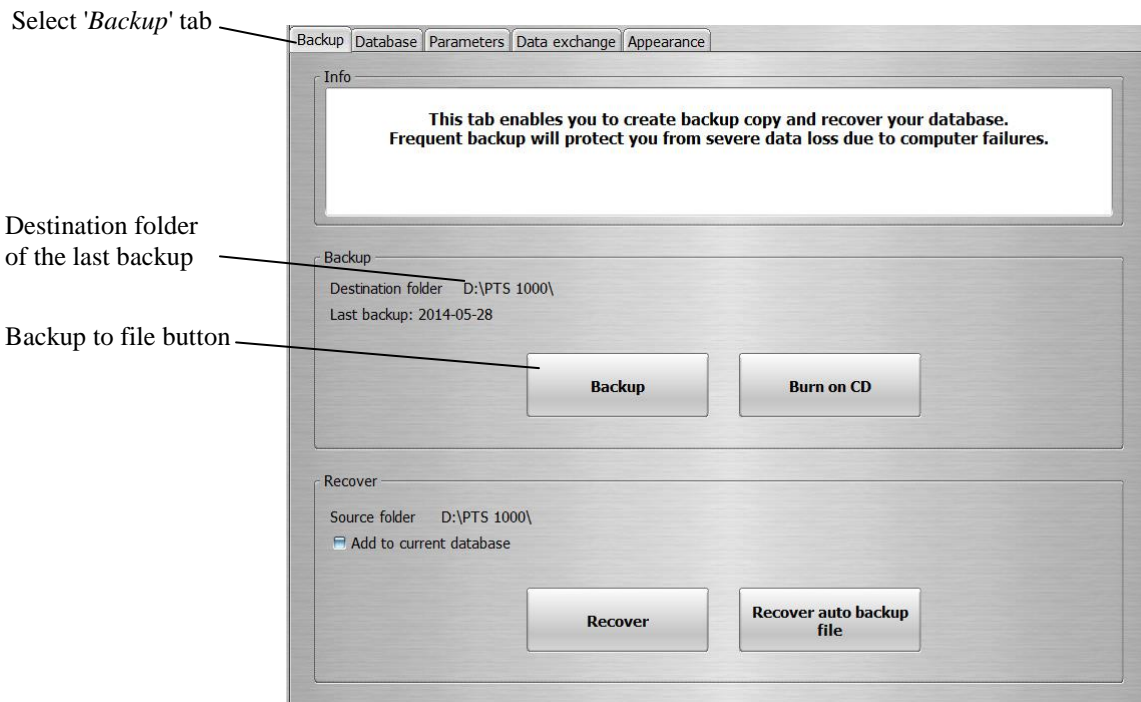 Select 'Backup' tab
Backup Database Parameters Data exchange Appearance
Info
This tab enables you to create backup copy and recover your database.
Frequent backup will protect you from severe data loss due to computer failures.
Destination folder
of the last backup
Backup
Destination folder D:\PTS 1000\
Last backup: 2014-05-28
Backup to file button
Backup Burn on CD
Recover
Source folder D:\PTS 1000\
Add to current database
Recover
Recover auto backup
file